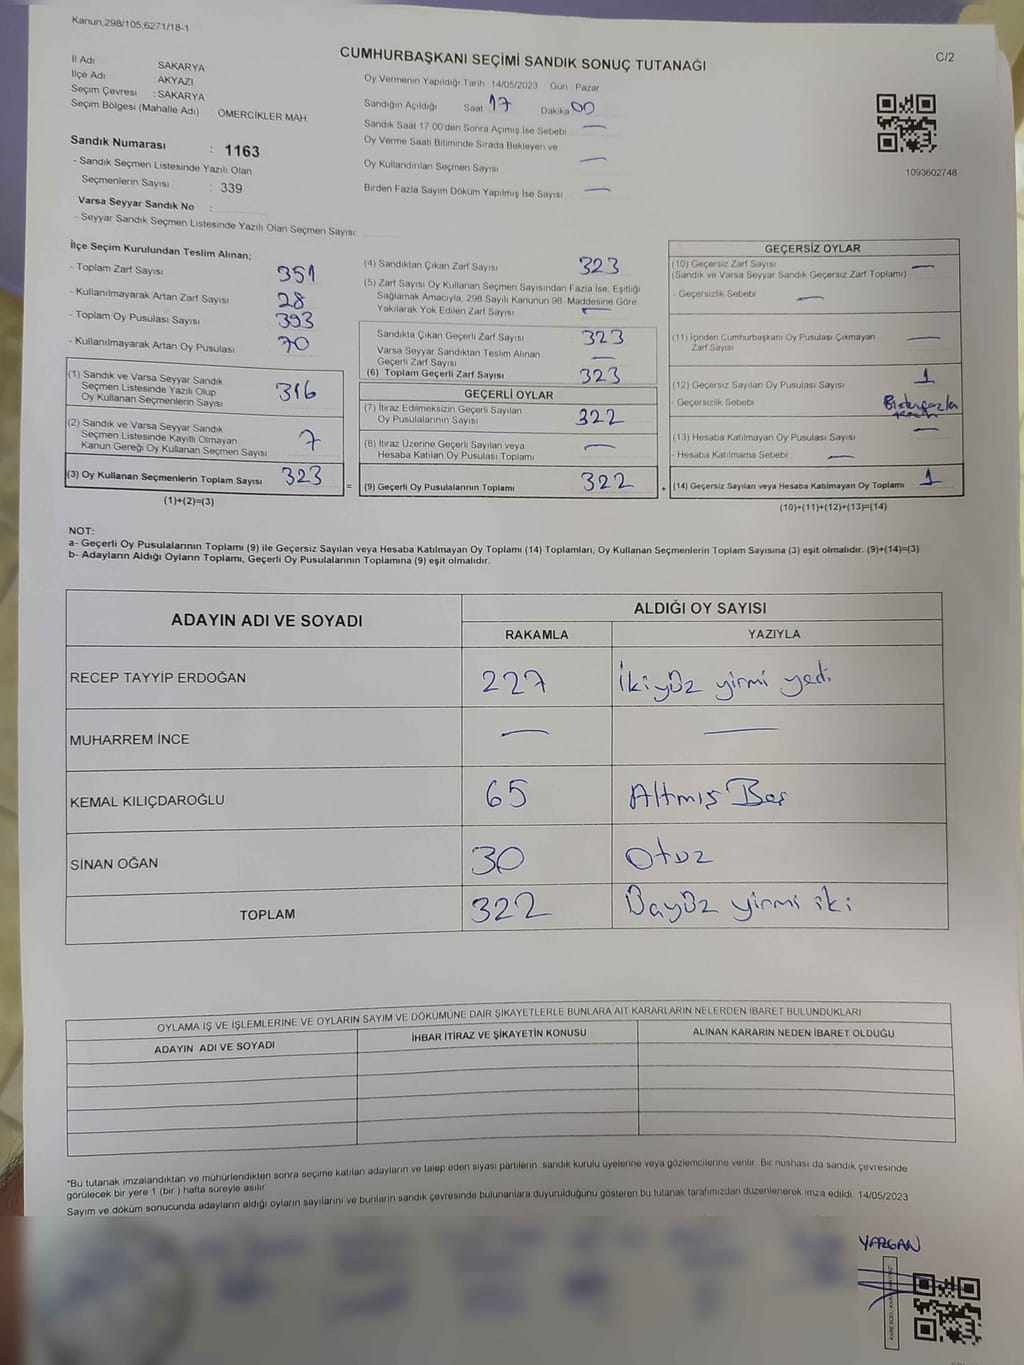 Kanun;298/105,6271/18-1
CUMHURBAŞKANI SEÇİMİ SANDIK SONUÇ TUTANAĞI
C/2
İl Adı SAKARYA
İlçe Adı AKYAZI
Seçim Çevresi : SAKARYA
Seçim Bölgesi (Mahalle Adı) ÖMERCİKLER MAH.
Sandık Numarası : 1163
- Sandık Seçmen Listesinde Yazılı Olan
Seçmenlerin Sayısı : 339
Varsa Seyyar Sandık No :
- Seyyar Sandık Seçmen Listesinde Yazılı Olan Seçmen Sayısı:
Oy Vermenin Yapıldığı Tarih 14/05/2023 Gün Pazar
Sandığın Açıldığı Saat 17 Dakika 00
Sandık Saat 17:00'den Sonra Açımış İse Sebebi —
Oy Verme Saati Bitiminde Sırada Bekleyen ve
Oy Kullandırılan Seçmen Sayısı —
Birden Fazla Sayım Döküm Yapılmış İse Sayısı —
1093602748
İlçe Seçim Kurulundan Teslim Alınan;
- Toplam Zarf Sayısı 351
- Kullanılmayarak Artan Zarf Sayısı 28
- Toplam Oy Pusulası Sayısı 393
- Kullanılmayarak Artan Oy Pusulası 70
(1) Sandık ve Varsa Seyyar Sandık
Seçmen Listesinde Yazılı Olup
Oy Kullanan Seçmenlerin Sayısı 316
(2) Sandık ve Varsa Seyyar Sandık
Seçmen Listesinde Kayıtlı Olmayan
Kanun Gereği Oy Kullanan Seçmen Sayısı 7
(3) Oy Kullanan Seçmenlerin Toplam Sayısı 323
(1)+(2)=(3)
(4) Sandıktan Çıkan Zarf Sayısı 323
(5) Zarf Sayısı Oy Kullanan Seçmen Sayısından Fazla İse, Eşitliği
Sağlamak Amacıyla, 298 Sayılı Kanunun 98. Maddesine Göre
Yakılarak Yok Edilen Zarf Sayısı —
Sandıkta Çıkan Geçerli Zarf Sayısı 323
Varsa Seyyar Sandıktan Teslim Alınan
Geçerli Zarf Sayısı —
(6) Toplam Geçerli Zarf Sayısı 323
GEÇERLİ OYLAR
(7) İtiraz Edilmeksizin Geçerli Sayılan
Oy Pusulasının Sayısı 322
(8) İtiraz Üzerine Geçerli Sayılan veya
Hesaba Katılan Oy Pusulası Toplamı —
= (9) Geçerli Oy Pusulalarının Toplamı 322 +
GEÇERSİZ OYLAR
(10) Geçersiz Zarf Sayısı —
(Sandık ve Varsa Seyyar Sandık Geçersiz Zarf Toplamı)
- Geçersizlik Sebebi —
(11) İçinden Cumhurbaşkanı Oy Pusulası Çıkmayan
Zarf Sayısı —
(12) Geçersiz Sayılan Oy Pusulası Sayısı 1
- Geçersizlik Sebebi Birden fazla
(13) Hesaba Katılmayan Oy Pusulası Sayısı —
- Hesaba Katılmama Sebebi —
(14) Geçersiz Sayılan veya Hesaba Katılmayan Oy Toplamı 1
(10)+(11)+(12)+(13)=(14)
NOT:
a- Geçerli Oy Pusulalarının Toplamı (9) ile Geçersiz Sayılan veya Hesaba Katılmayan Oy Toplamı (14) Toplamları, Oy Kullanan Seçmenlerin Toplam Sayısına (3) eşit olmalıdır. (9)+(14)=(3)
b- Adayların Aldığı Oyların Toplamı, Geçerli Oy Pusulalarının Toplamına (9) eşit olmalıdır.
ADAYIN ADI VE SOYADI ALDIĞI OY SAYISI
RAKAMLA YAZIYLA
RECEP TAYYİP ERDOĞAN 227 İkiyüz yirmi yedi
MUHARREM İNCE — —
KEMAL KILIÇDAROĞLU 65 Altmış Beş
SİNAN OĞAN 30 Otuz
TOPLAM 322 Üçyüz yirmi iki
OYLAMA İŞ VE İŞLEMLERİNE VE OYLARIN SAYIM VE DÖKÜMÜNE DAİR ŞİKAYETLERLE BUNLARA AİT KARARLARIN NELERDEN İBARET BULUNDUKLARI
ADAYIN ADI VE SOYADI İHBAR İTİRAZ VE ŞİKAYETİN KONUSU ALINAN KARARIN NEDEN İBARET OLDUĞU
*Bu tutanak imzalandıktan ve mühürlendikten sonra seçime katılan adayların ve talep eden siyasi partilerin sandık kurulu üyelerine veya gözlemcilerine verilir. Bir nüshası da sandık çevresinde
görülecek bir yere 1 (bir ) hafta süreyle asılır.
Sayım ve döküm sonucunda adayların aldığı oyların sayılarını ve bunların sandık çevresinde bulunanlara duyurulduğunu gösteren bu tutanak tarafımızdan düzenlenerek imza edildi. 14/05/2023
YAZGAN